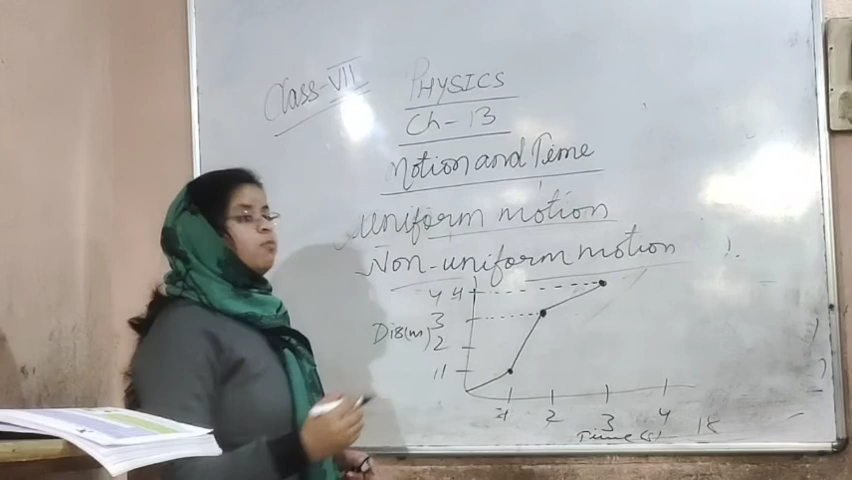 Class-VII
PHYSICS
Ch-13
Motion and Time
Uniform motion
Non-uniform motion
4
3
Dis(m)
2
1
1 2 3 4
Time(s)